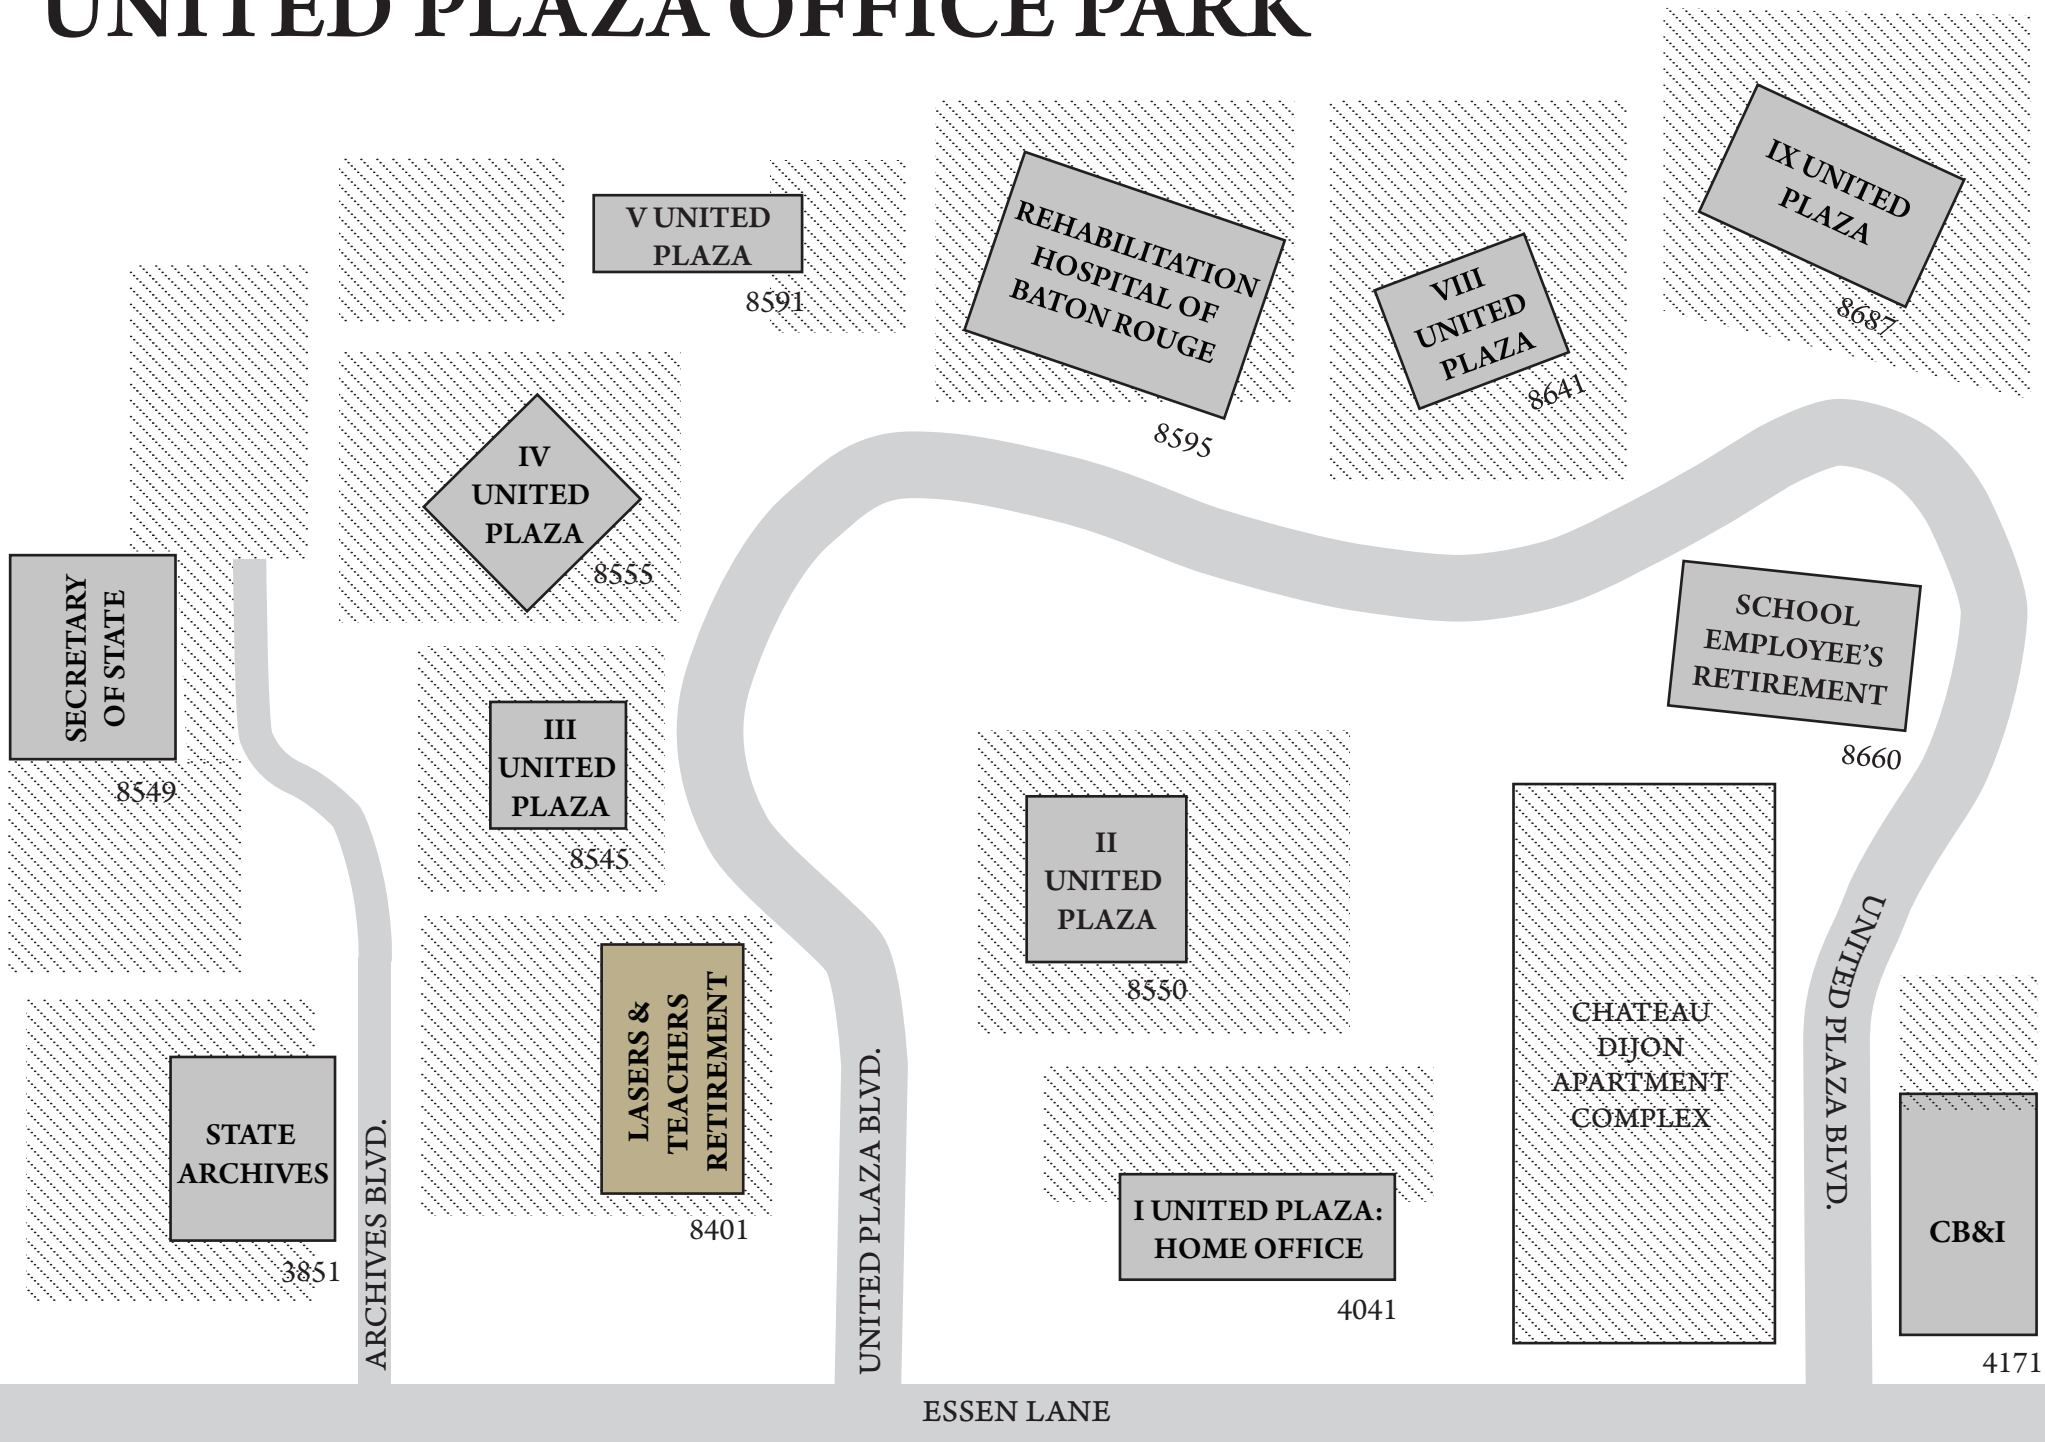 UNITED PLAZA OFFICE PARK
V UNITED
PLAZA
8591
REHABILITATION
HOSPITAL OF
BATON ROUGE
8595
VIII
UNITED
PLAZA
8641
IX UNITED
PLAZA
8687
IV
UNITED
PLAZA
8555
SECRETARY
OF STATE
8549
III
UNITED
PLAZA
8545
SCHOOL
EMPLOYEE’S
RETIREMENT
8660
II
UNITED
PLAZA
8550
LASERS &
TEACHERS
RETIREMENT
8401
STATE
ARCHIVES
3851
ARCHIVES BLVD.
UNITED PLAZA BLVD.
I UNITED PLAZA:
HOME OFFICE
4041
CHATEAU
DIJON
APARTMENT
COMPLEX
UNITED PLAZA BLVD.
CB&I
4171
ESSEN LANE